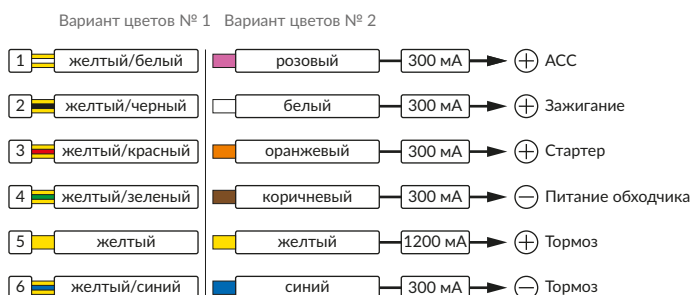 Вариант цветов № 1 Вариант цветов № 2
1 желтый/белый розовый 300 мА + ACC
2 желтый/черный белый 300 мА + Зажигание
3 желтый/красный оранжевый 300 мА + Стартер
4 желтый/зеленый коричневый 300 мА − Питание обходчика
5 желтый желтый 1200 мА + Тормоз
6 желтый/синий синий 300 мА − Тормоз